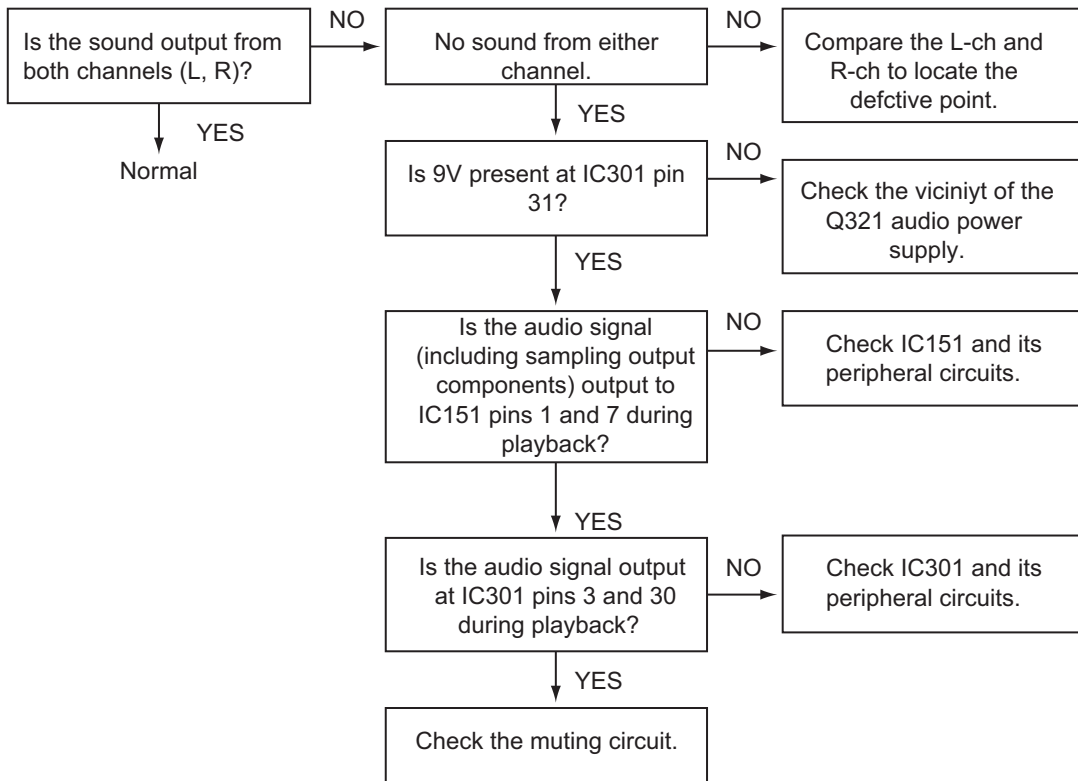 Is the sound output from
both channels (L, R)?
NO
No sound from either
channel.
NO
Compare the L-ch and
R-ch to locate the
defctive point.
YES
Normal
YES
Is 9V present at IC301 pin
31?
NO
Check the viciniyt of the
Q321 audio power
supply.
YES
Is the audio signal
(including sampling output
components) output to
IC151 pins 1 and 7 during
playback?
NO
Check IC151 and its
peripheral circuits.
YES
Is the audio signal output
at IC301 pins 3 and 30
during playback?
NO
Check IC301 and its
peripheral circuits.
YES
Check the muting circuit.